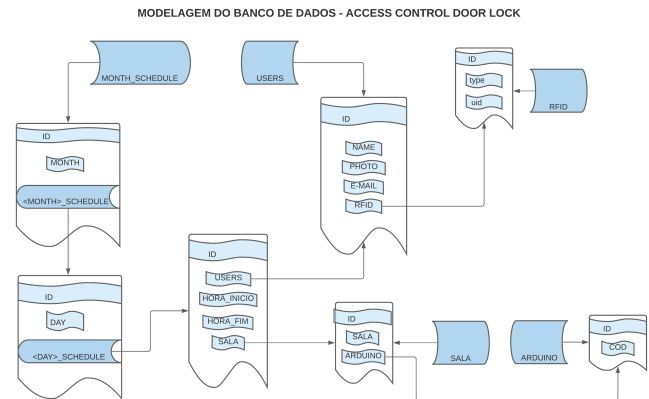 MODELAGEM DO BANCO DE DADOS - ACCESS CONTROL DOOR LOCK
MONTH_SCHEDULE
USERS
ID
type
uid
RFID
ID
MONTH
<MONTH>_SCHEDULE
ID
NAME
PHOTO
E-MAIL
RFID
ID
DAY
<DAY>_SCHEDULE
ID
USERS
HORA_INICIO
HORA_FIM
SALA
ID
SALA
ARDUINO
SALA
ARDUINO
ID
COD